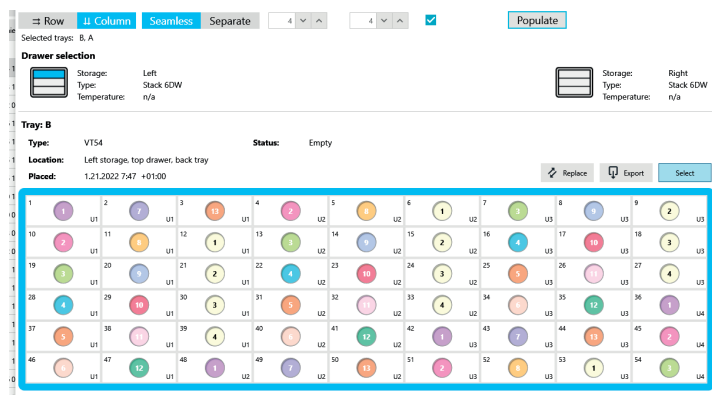 ⇉ Row ⇊ Column Seamless Separate 4 4 Populate
Selected trays: B, A
Drawer selection
Storage: Left Storage: Right
Type: Stack 6DW Type: Stack 6DW
Temperature: n/a Temperature: n/a
Tray: B
Type: VT54 Status: Empty
Location: Left storage, top drawer, back tray
Placed: 1.21.2022 7:47 +01:00 Replace Export Select
1 1 U1 2 7 U1 3 13 U1 4 2 U2 5 8 U2 6 1 U2 7 3 U3 8 9 U3 9 2 U3
10 2 U1 11 8 U1 12 1 U1 13 3 U2 14 9 U2 15 2 U2 16 4 U3 17 10 U3 18 3 U3
19 3 U1 20 9 U1 21 2 U1 22 4 U2 23 10 U2 24 3 U2 25 5 U3 26 11 U3 27 4 U3
28 4 U1 29 10 U1 30 3 U1 31 5 U2 32 11 U2 33 4 U2 34 6 U3 35 12 U3 36 1 U4
37 5 U1 38 11 U1 39 4 U1 40 6 U2 41 12 U2 42 1 U3 43 7 U3 44 13 U3 45 2 U4
46 6 U1 47 12 U1 48 1 U2 49 7 U2 50 13 U2 51 2 U3 52 8 U3 53 1 U3 54 3 U4